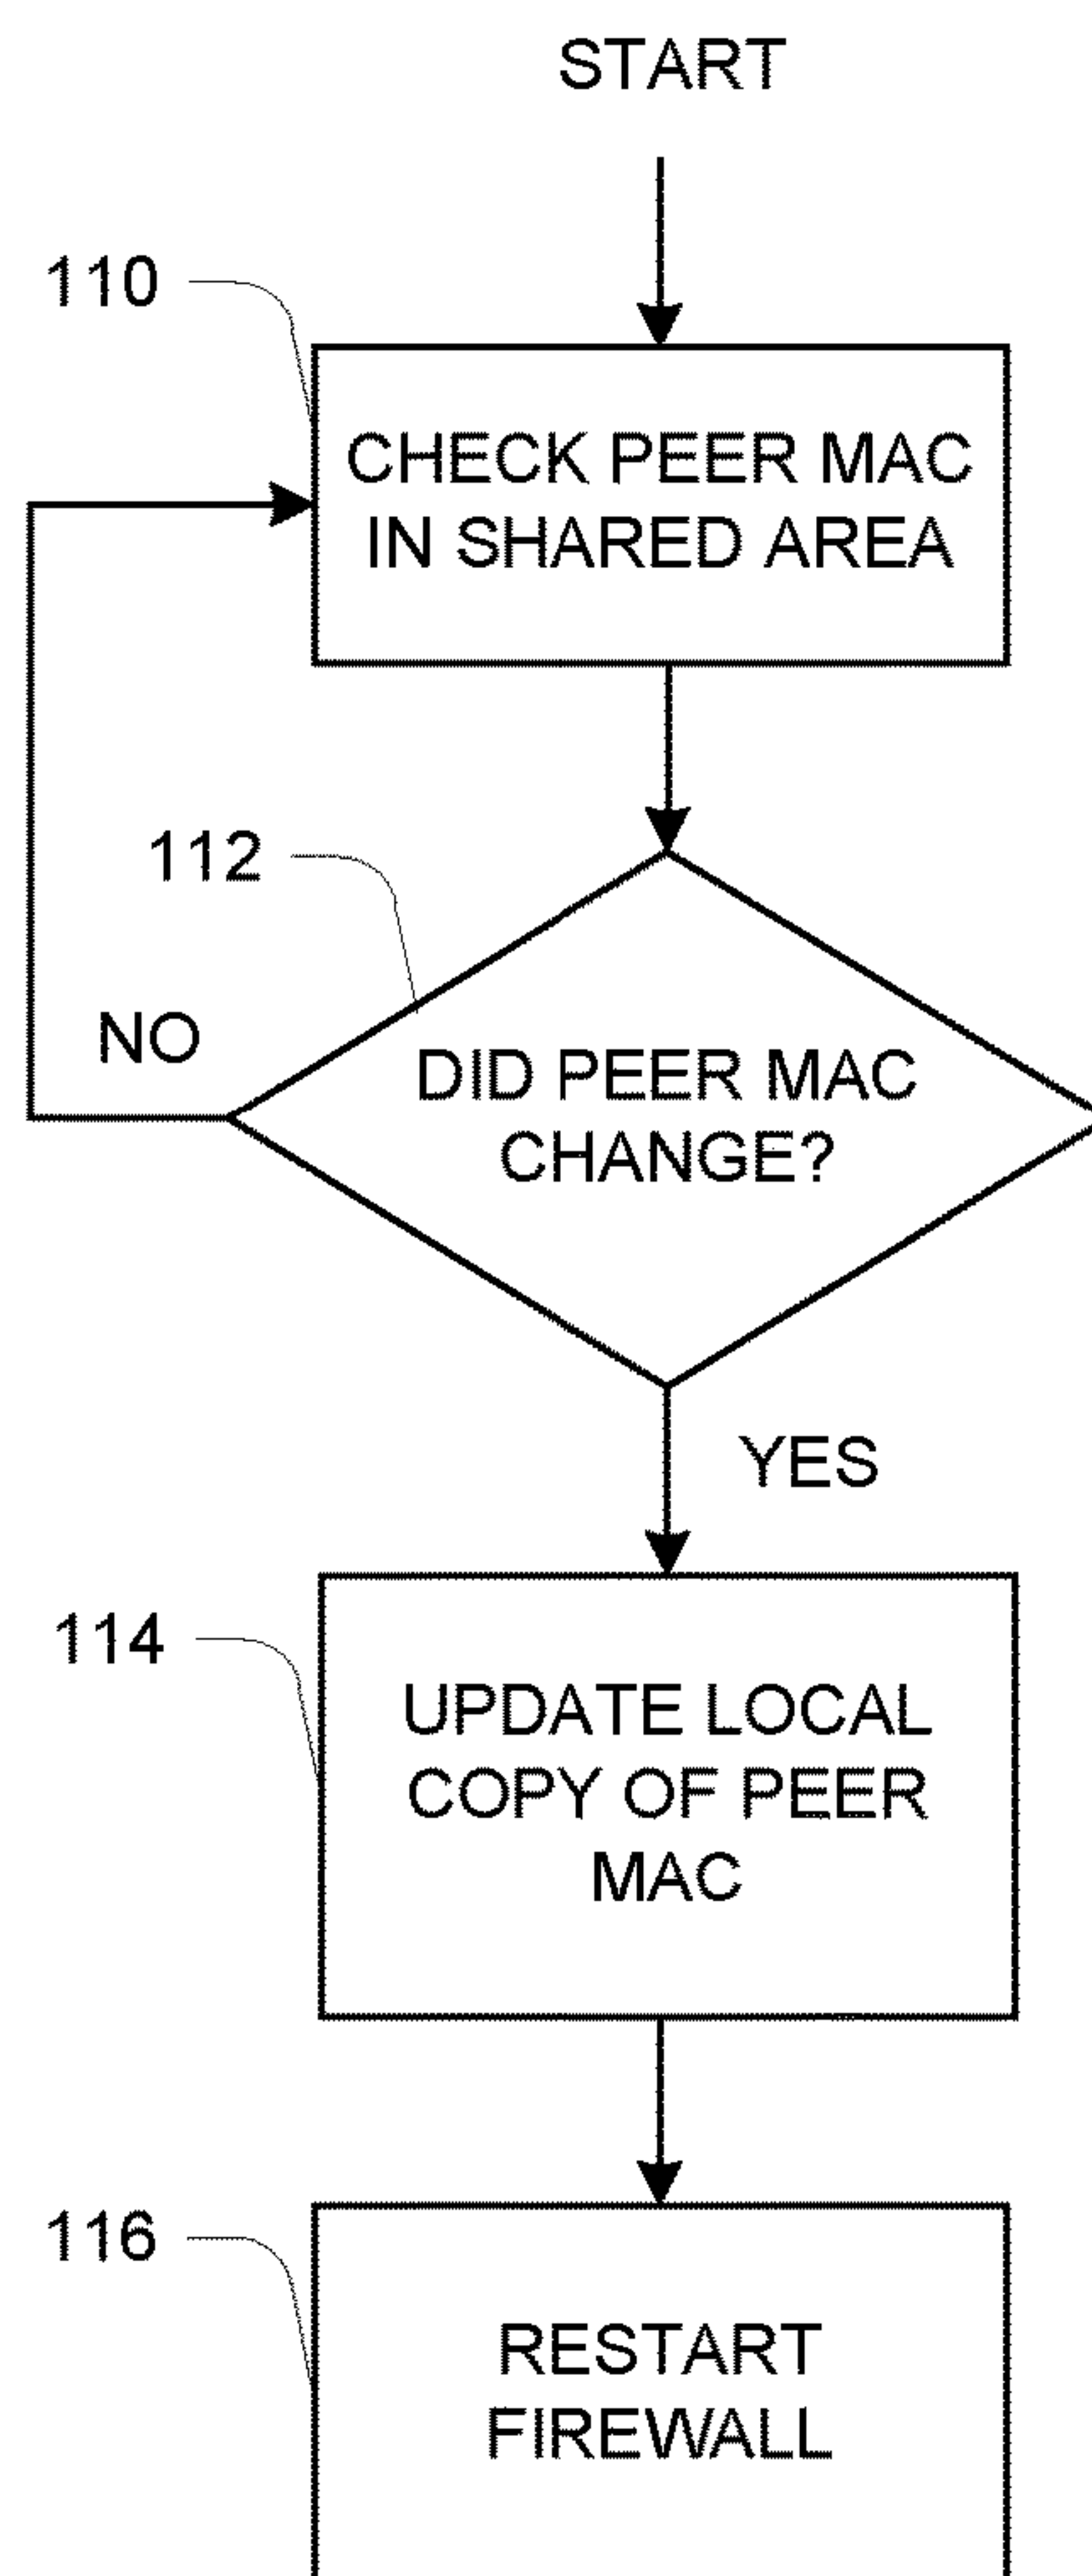 START
110
CHECK PEER MAC
IN SHARED AREA
112
NO
DID PEER MAC
CHANGE?
YES
114
UPDATE LOCAL
COPY OF PEER
MAC
116
RESTART
FIREWALL